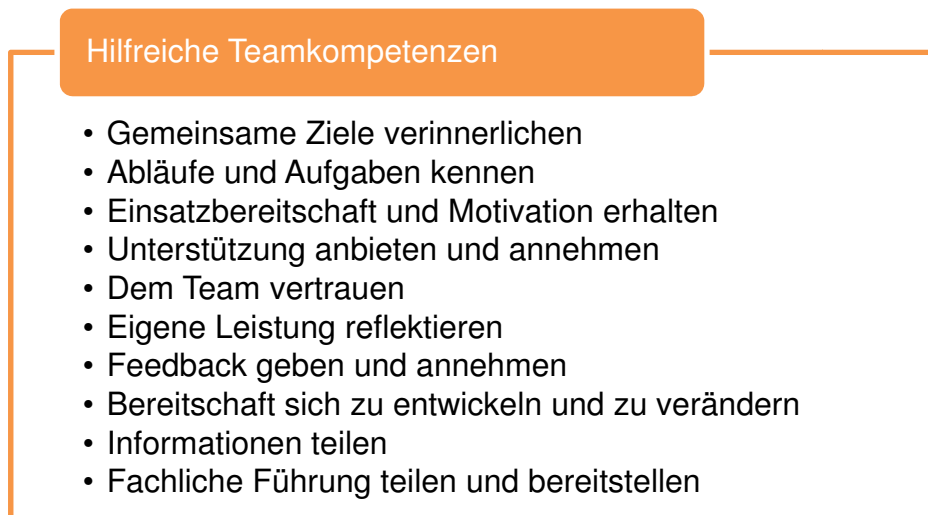 Hilfreiche Teamkompetenzen
• Gemeinsame Ziele verinnerlichen
• Abläufe und Aufgaben kennen
• Einsatzbereitschaft und Motivation erhalten
• Unterstützung anbieten und annehmen
• Dem Team vertrauen
• Eigene Leistung reflektieren
• Feedback geben und annehmen
• Bereitschaft sich zu entwickeln und zu verändern
• Informationen teilen
• Fachliche Führung teilen und bereitstellen